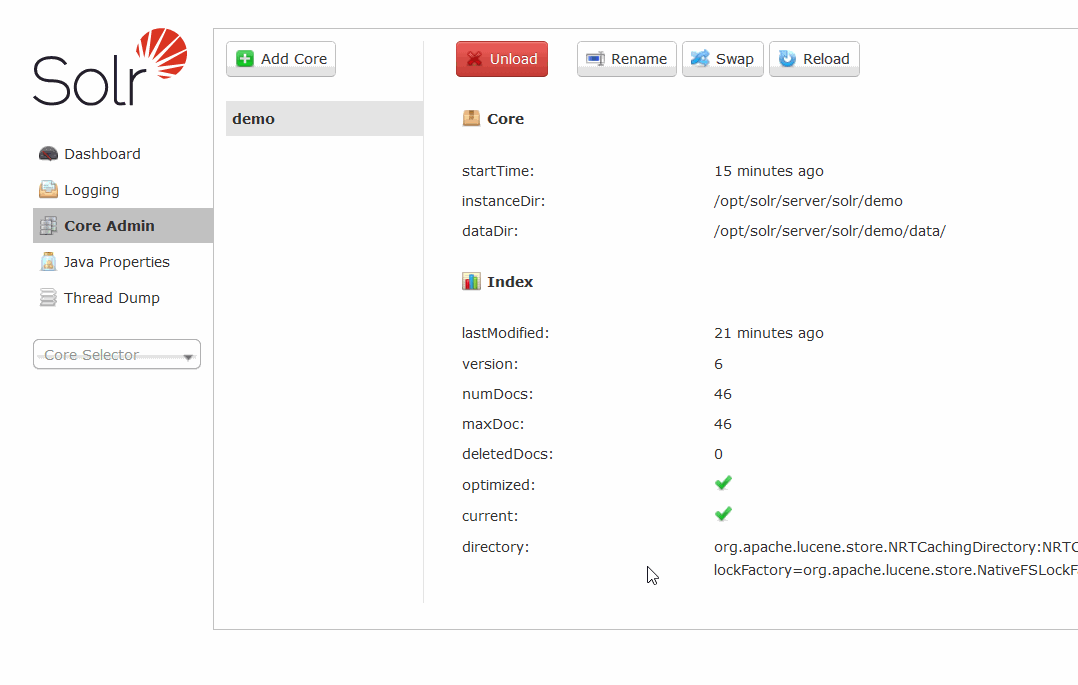 Solr
Dashboard
Logging
Core Admin
Java Properties
Thread Dump
Core Selector
Add Core
demo
Unload Rename Swap Reload
Core
startTime: 15 minutes ago
instanceDir: /opt/solr/server/solr/demo
dataDir: /opt/solr/server/solr/demo/data/
Index
lastModified: 21 minutes ago
version: 6
numDocs: 46
maxDoc: 46
deletedDocs: 0
optimized:
current:
directory: org.apache.lucene.store.NRTCachingDirectory:NRTC
lockFactory=org.apache.lucene.store.NativeFSLockF